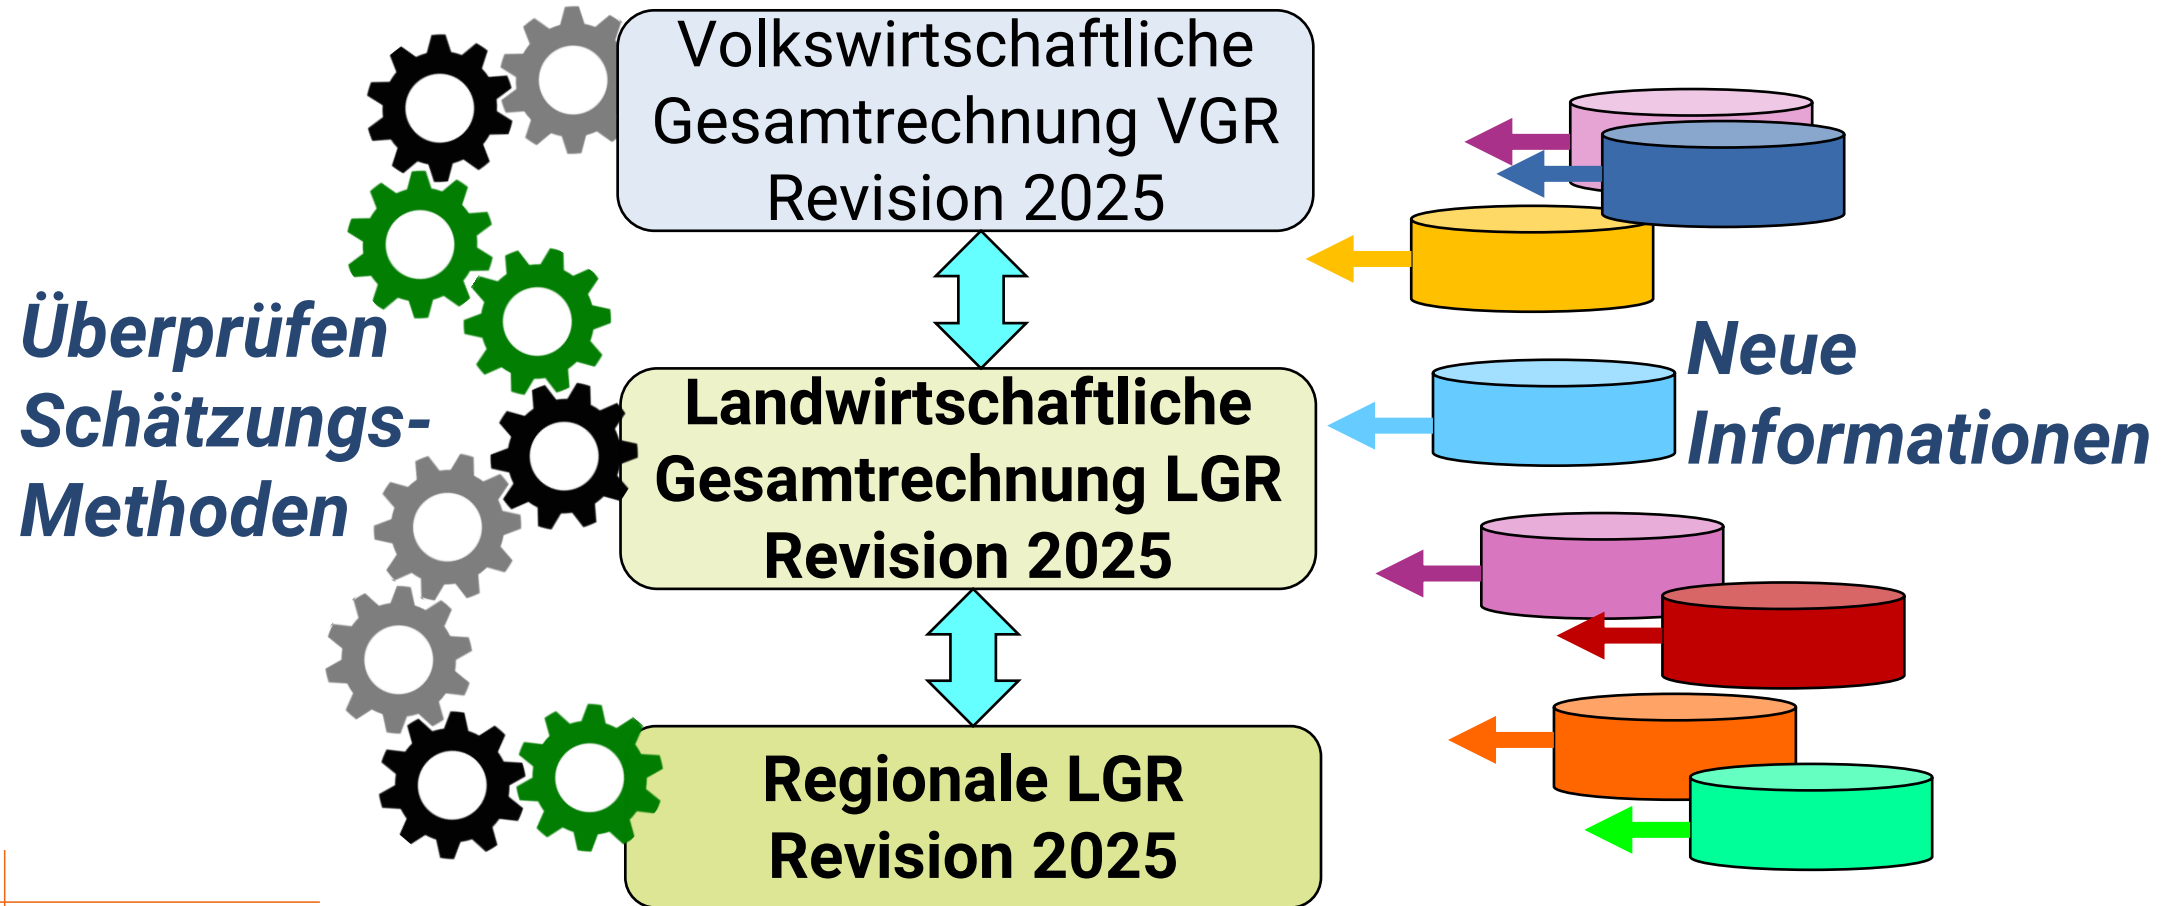 Volkswirtschaftliche
Gesamtrechnung VGR
Revision 2025
Überprüfen
Schätzungs-
Methoden
Landwirtschaftliche
Gesamtrechnung LGR
Revision 2025
Neue
Informationen
Regionale LGR
Revision 2025